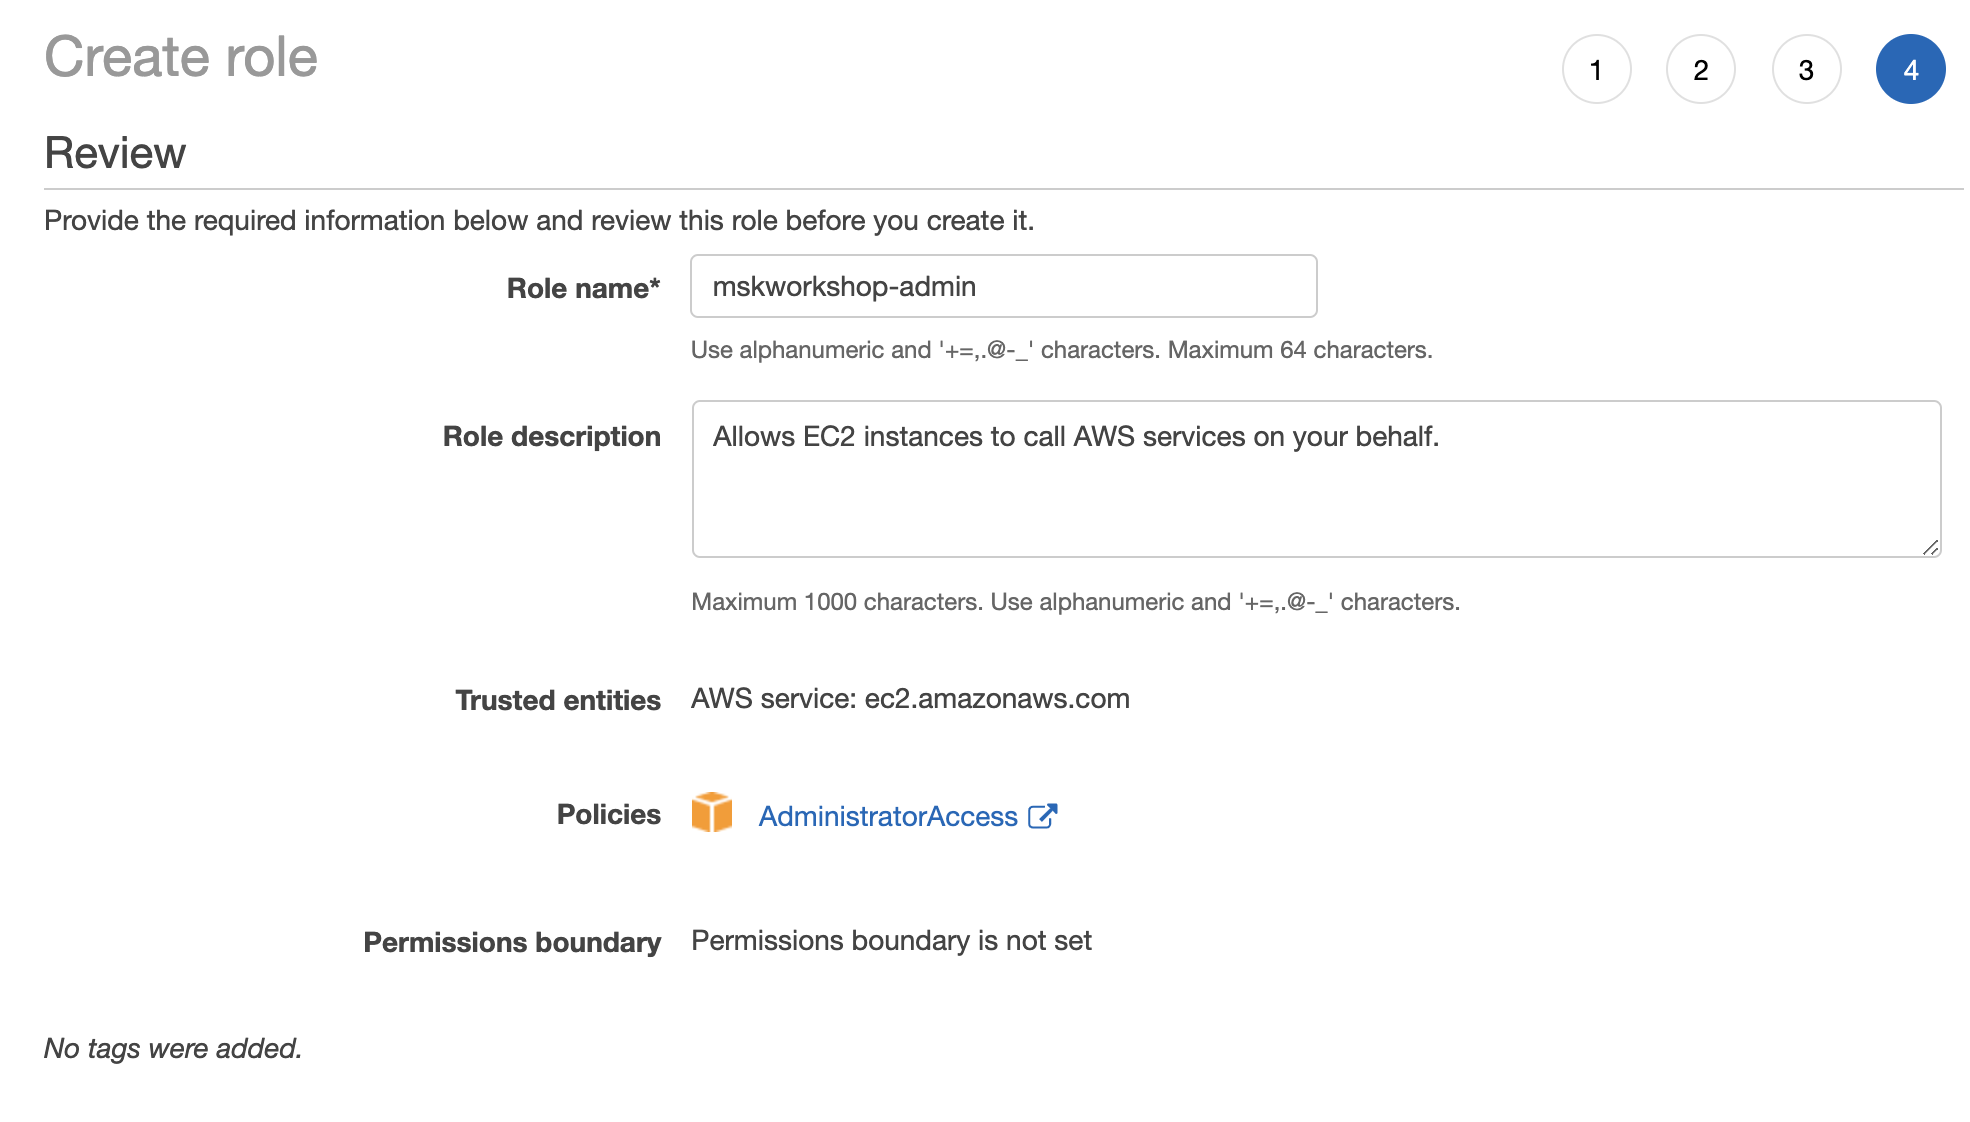 Create role
1 2 3 4
Review
Provide the required information below and review this role before you create it.
Role name* mskworkshop-admin
Use alphanumeric and '+=,.@-_' characters. Maximum 64 characters.
Role description Allows EC2 instances to call AWS services on your behalf.
Maximum 1000 characters. Use alphanumeric and '+=,.@-_' characters.
Trusted entities AWS service: ec2.amazonaws.com
Policies AdministratorAccess
Permissions boundary Permissions boundary is not set
No tags were added.